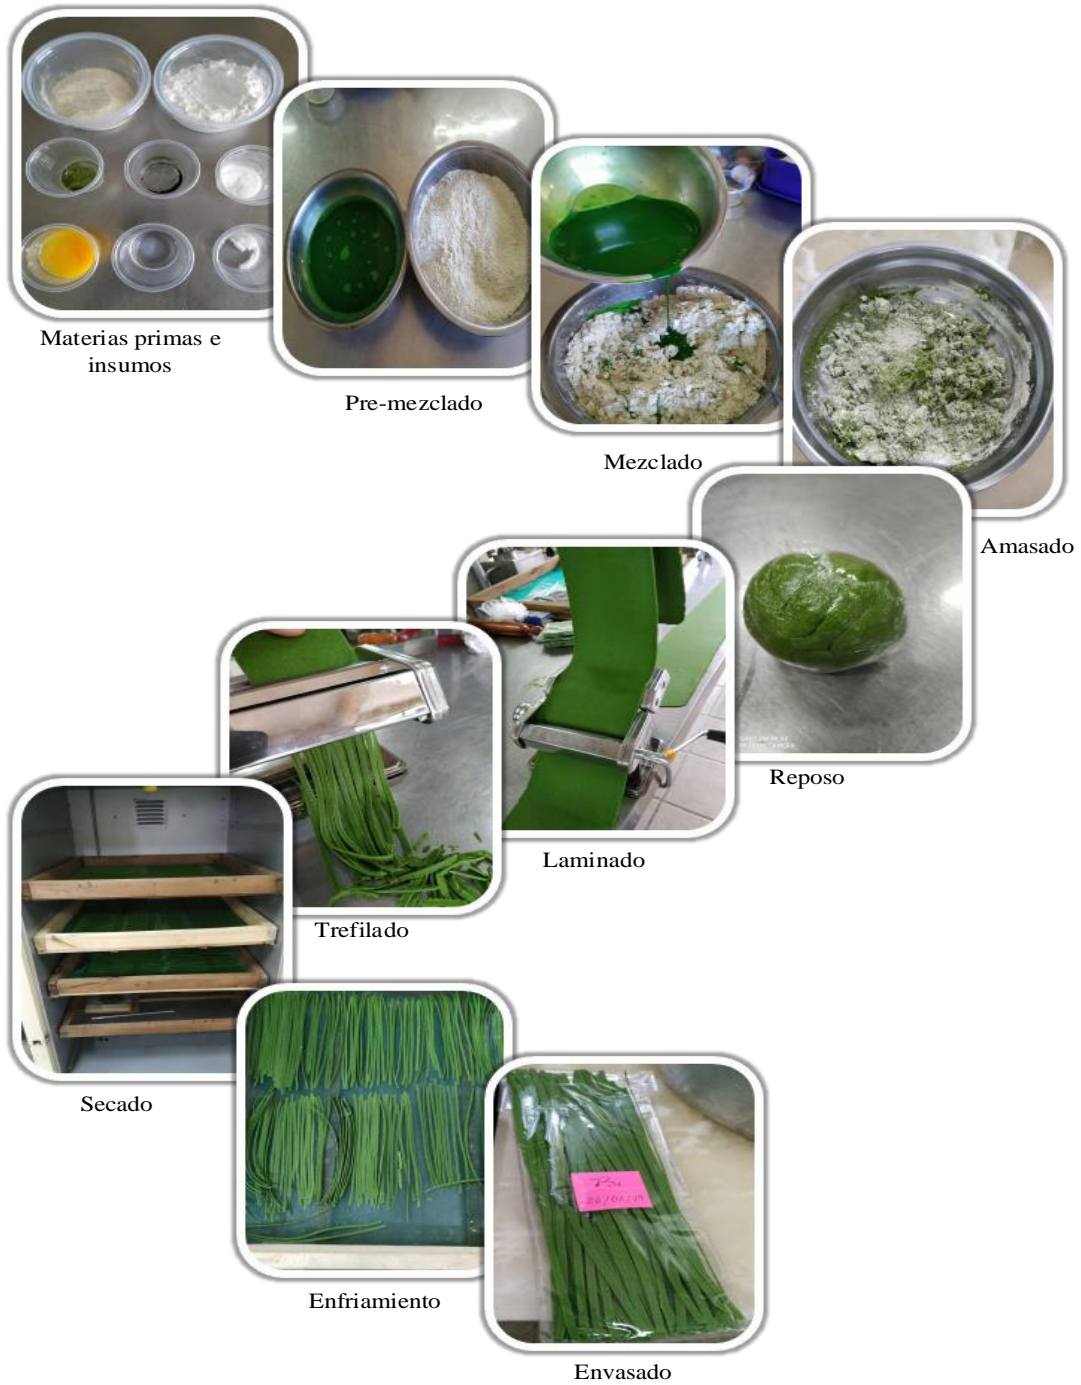 Materias primas e
insumos
Pre-mezclado
Mezclado
Amasado
Reposo
Laminado
Trefilado
Secado
Enfriamiento
Envasado